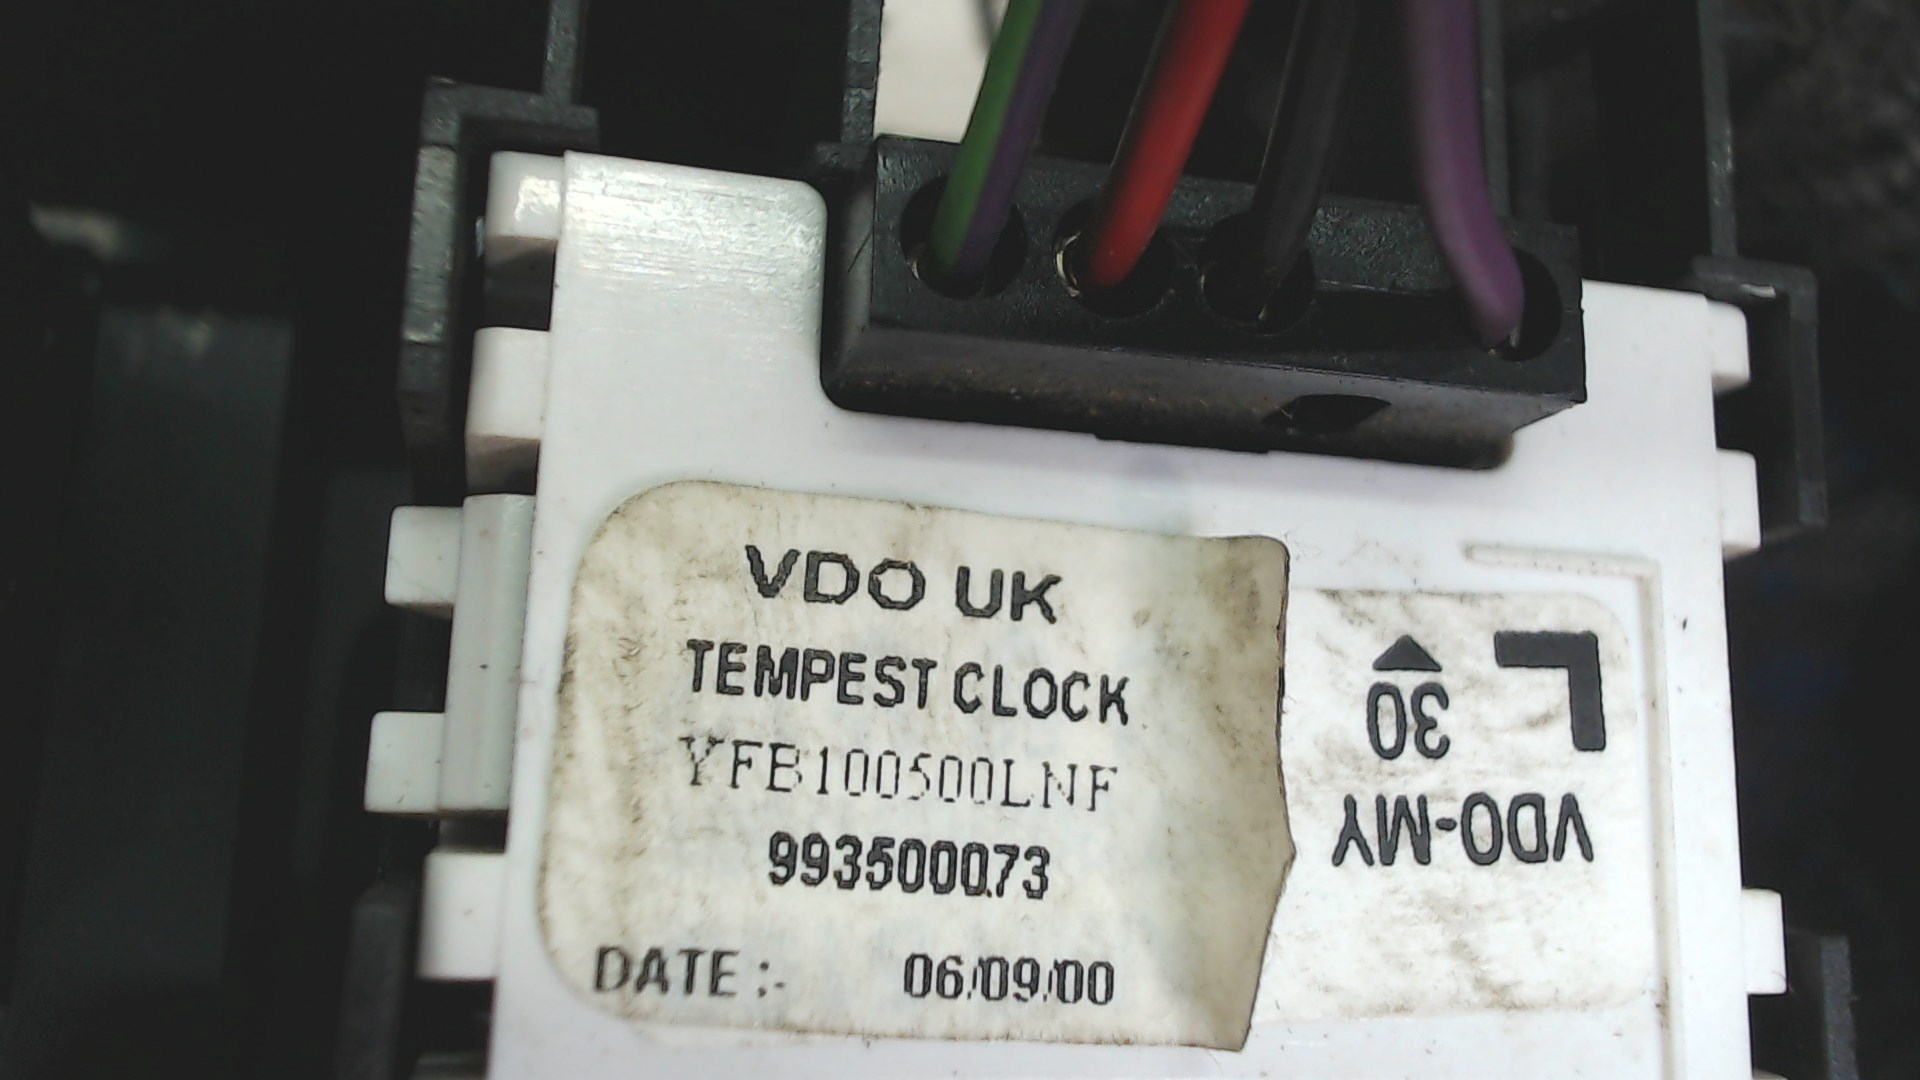 VDO UK
TEMPEST CLOCK
YFB100500LNF
993500073
DATE :- 06/09/00
VDO-MY
30